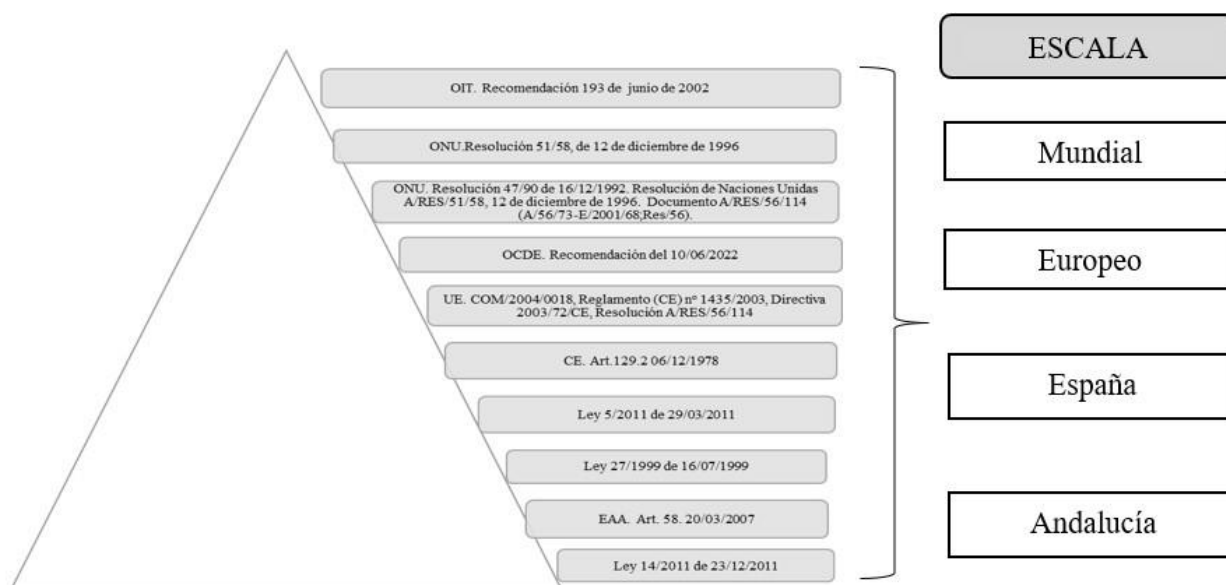 ESCALA
OIT. Recomendación 193 de junio de 2002
ONU.Resolución 51/58, de 12 de diciembre de 1996
Mundial
ONU. Resolución 47/90 de 16/12/1992. Resolución de Naciones Unidas
A/RES/51/58, 12 de diciembre de 1996. Documento A/RES/56/114
(A/56/73-E/2001/68;Res/56).
OCDE. Recomendación del 10/06/2022
Europeo
UE. COM/2004/0018, Reglamento (CE) nº 1435/2003, Directiva
2003/72/CE, Resolución A/RES/56/114
CE. Art.129.2 06/12/1978
España
Ley 5/2011 de 29/03/2011
Ley 27/1999 de 16/07/1999
EAA. Art. 58. 20/03/2007
Andalucía
Ley 14/2011 de 23/12/2011